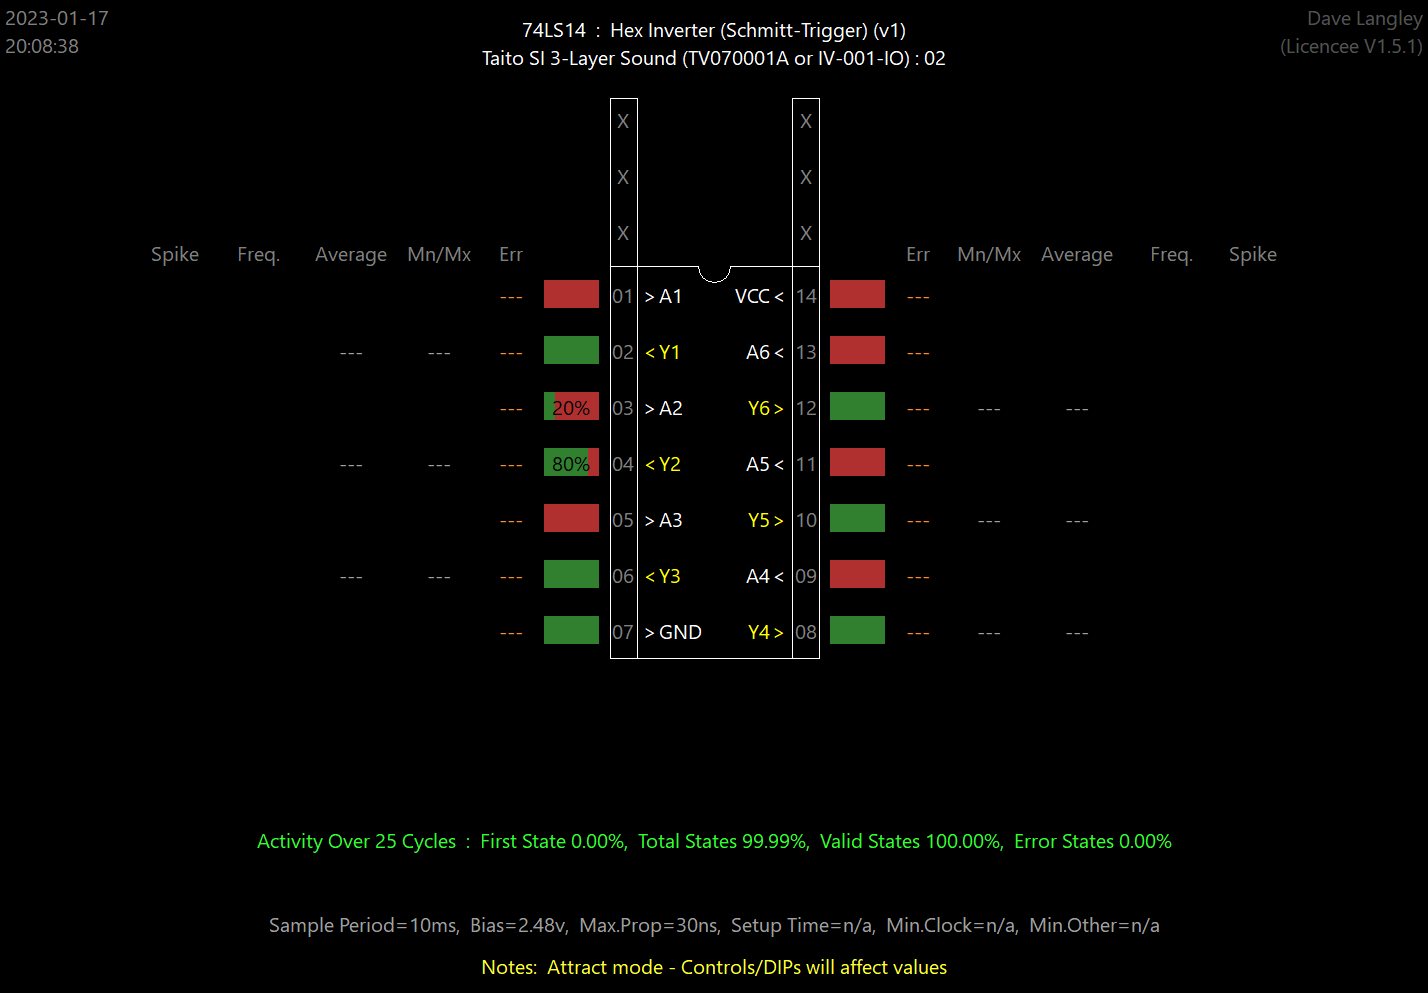 2023-01-17
20:08:38
74LS14 : Hex Inverter (Schmitt-Trigger) (v1)
Taito SI 3-Layer Sound (TV070001A or IV-001-IO) : 02
Dave Langley
(Licencee V1.5.1)
X X
X X
X X
Spike Freq. Average Mn/Mx Err Err Mn/Mx Average Freq. Spike
--- 01 > A1 VCC < 14 ---
--- --- --- 02 < Y1 A6 < 13 ---
--- 20% 03 > A2 Y6 > 12 --- --- ---
--- --- --- 80% 04 < Y2 A5 < 11 ---
--- 05 > A3 Y5 > 10 --- --- ---
--- --- --- 06 < Y3 A4 < 09 ---
--- 07 > GND Y4 > 08 --- --- ---
Activity Over 25 Cycles : First State 0.00%, Total States 99.99%, Valid States 100.00%, Error States 0.00%
Sample Period=10ms, Bias=2.48v, Max.Prop=30ns, Setup Time=n/a, Min.Clock=n/a, Min.Other=n/a
Notes: Attract mode - Controls/DIPs will affect values